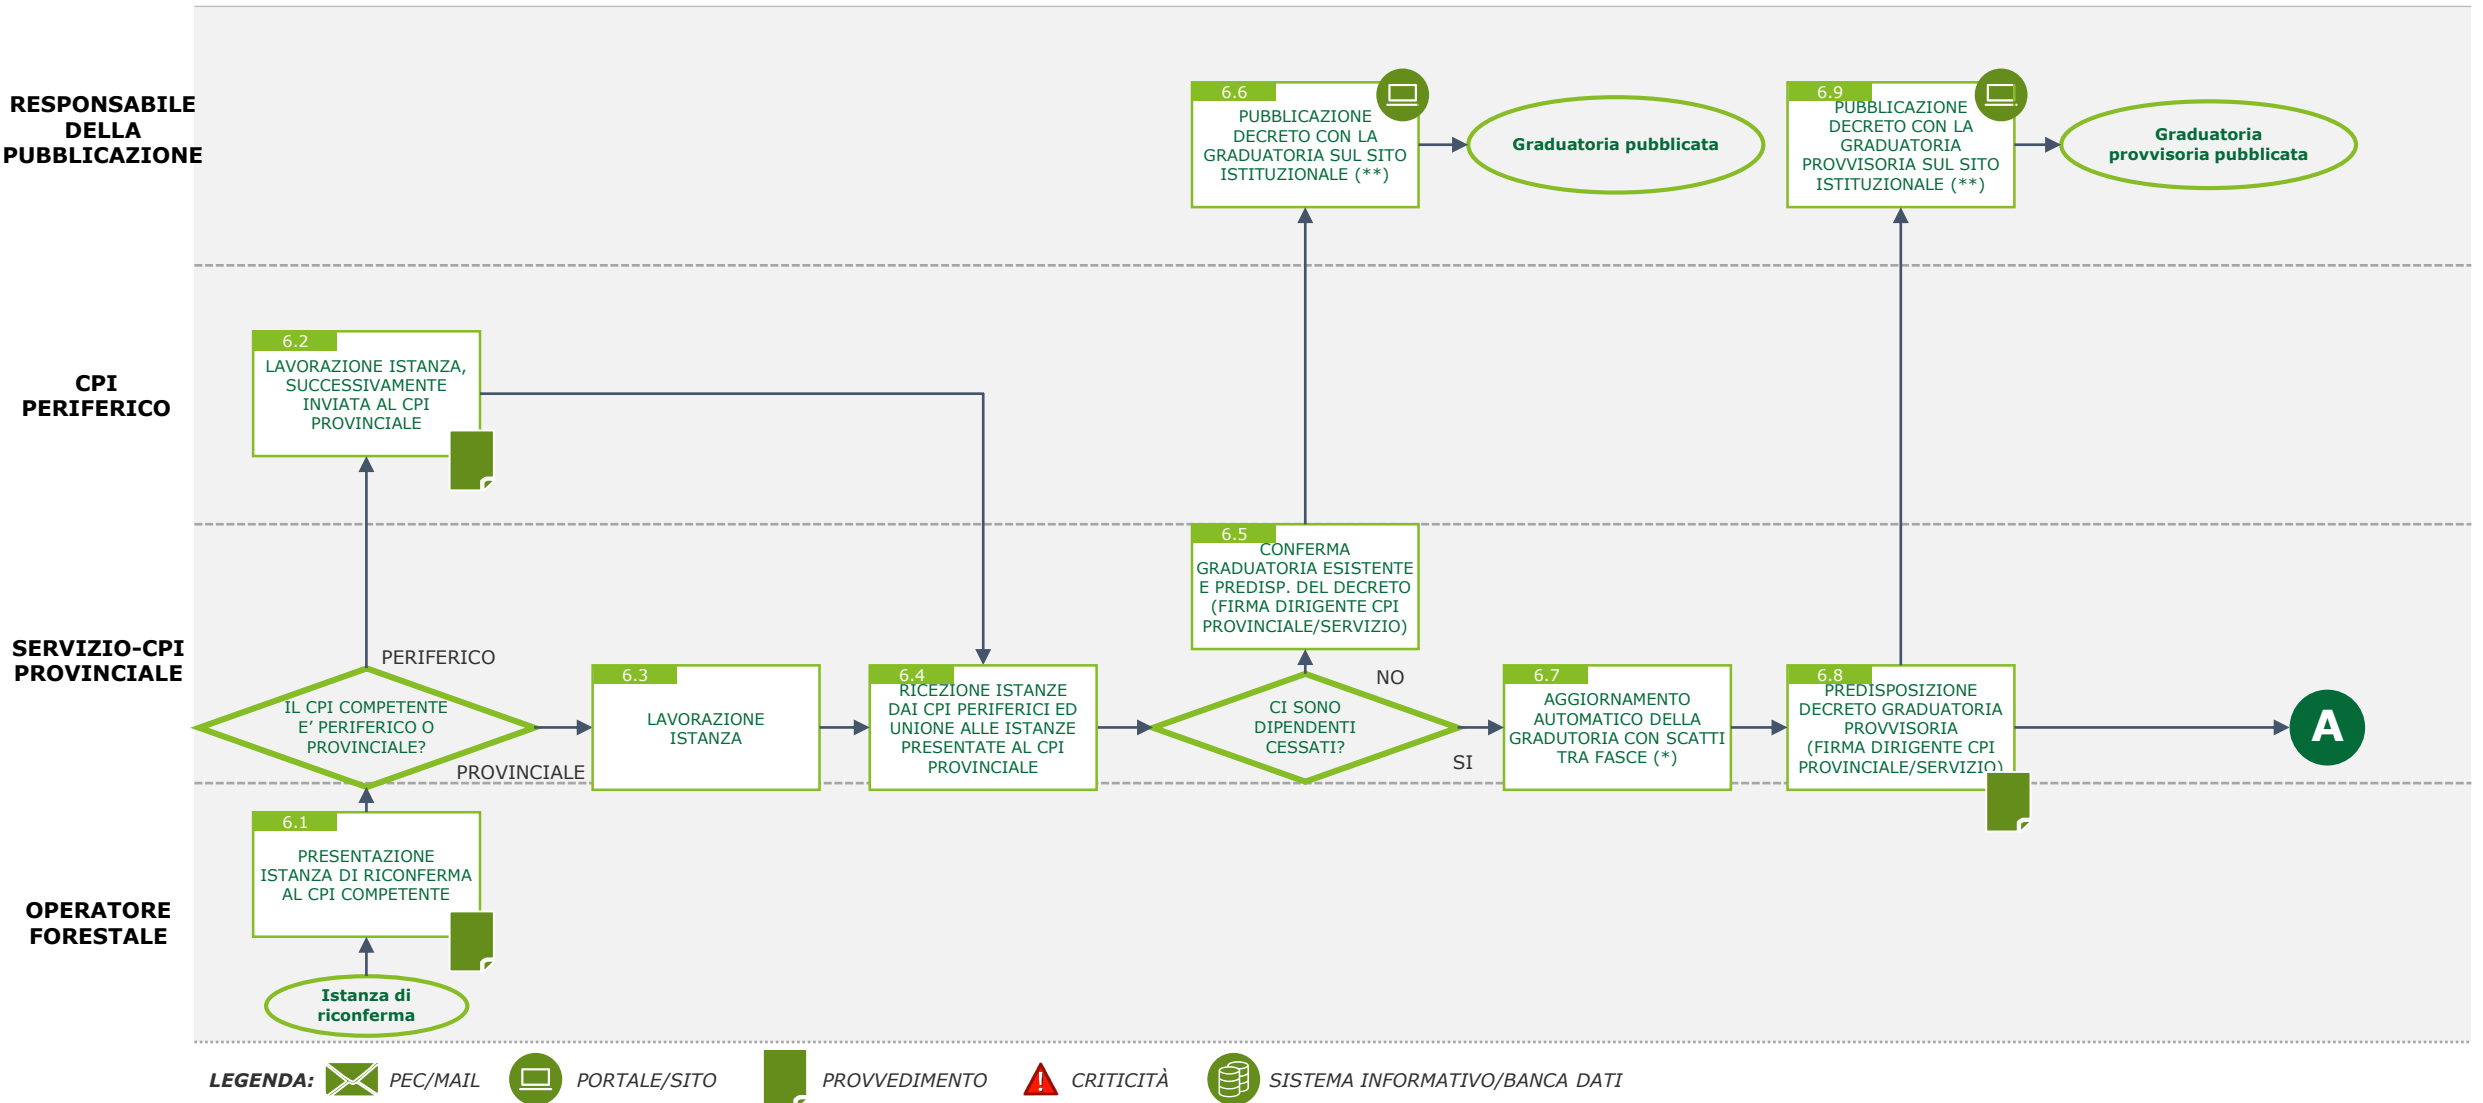 RESPONSABILE
DELLA
PUBBLICAZIONE
6.6
PUBBLICAZIONE
DECRETO CON LA
GRADUATORIA SUL SITO
ISTITUZIONALE (**)
Graduatoria pubblicata
6.9
PUBBLICAZIONE
DECRETO CON LA
GRADUATORIA
PROVVISORIA SUL SITO
ISTITUZIONALE (**)
Graduatoria
provvisoria pubblicata
CPI
PERIFERICO
6.2
LAVORAZIONE ISTANZA,
SUCCESSIVAMENTE
INVIATA AL CPI
PROVINCIALE
SERVIZIO-CPI
PROVINCIALE
PERIFERICO
IL CPI COMPETENTE
E' PERIFERICO O
PROVINCIALE?
PROVINCIALE
6.3
LAVORAZIONE
ISTANZA
6.4
RICEZIONE ISTANZE
DAI CPI PERIFERICI ED
UNIONE ALLE ISTANZE
PRESENTATE AL CPI
PROVINCIALE
6.5
CONFERMA
GRADUATORIA ESISTENTE
E PREDISP. DEL DECRETO
(FIRMA DIRIGENTE CPI
PROVINCIALE/SERVIZIO)
NO
CI SONO
DIPENDENTI
CESSATI?
SI
6.7
AGGIORNAMENTO
AUTOMATICO DELLA
GRADUTORIA CON SCATTI
TRA FASCE (*)
6.8
PREDISPOSIZIONE
DECRETO GRADUATORIA
PROVVISORIA
(FIRMA DIRIGENTE CPI
PROVINCIALE/SERVIZIO)
A
OPERATORE
FORESTALE
6.1
PRESENTAZIONE
ISTANZA DI RICONFERMA
AL CPI COMPETENTE
Istanza di
riconferma
LEGENDA: PEC/MAIL PORTALE/SITO PROVVEDIMENTO CRITICITÀ SISTEMA INFORMATIVO/BANCA DATI